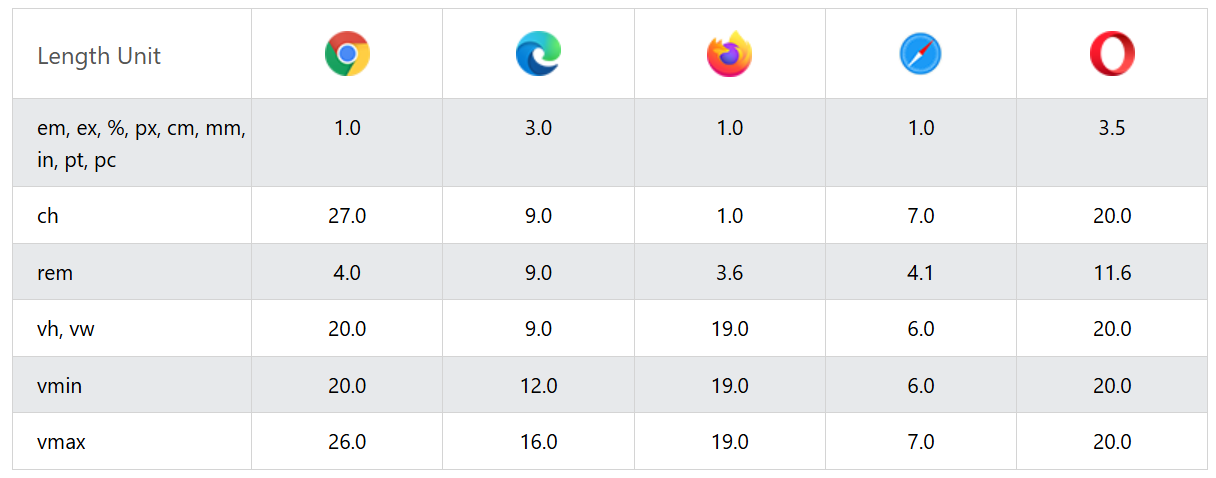 Length Unit
em, ex, %, px, cm, mm, in, pt, pc 1.0 3.0 1.0 1.0 3.5
ch 27.0 9.0 1.0 7.0 20.0
rem 4.0 9.0 3.6 4.1 11.6
vh, vw 20.0 9.0 19.0 6.0 20.0
vmin 20.0 12.0 19.0 6.0 20.0
vmax 26.0 16.0 19.0 7.0 20.0